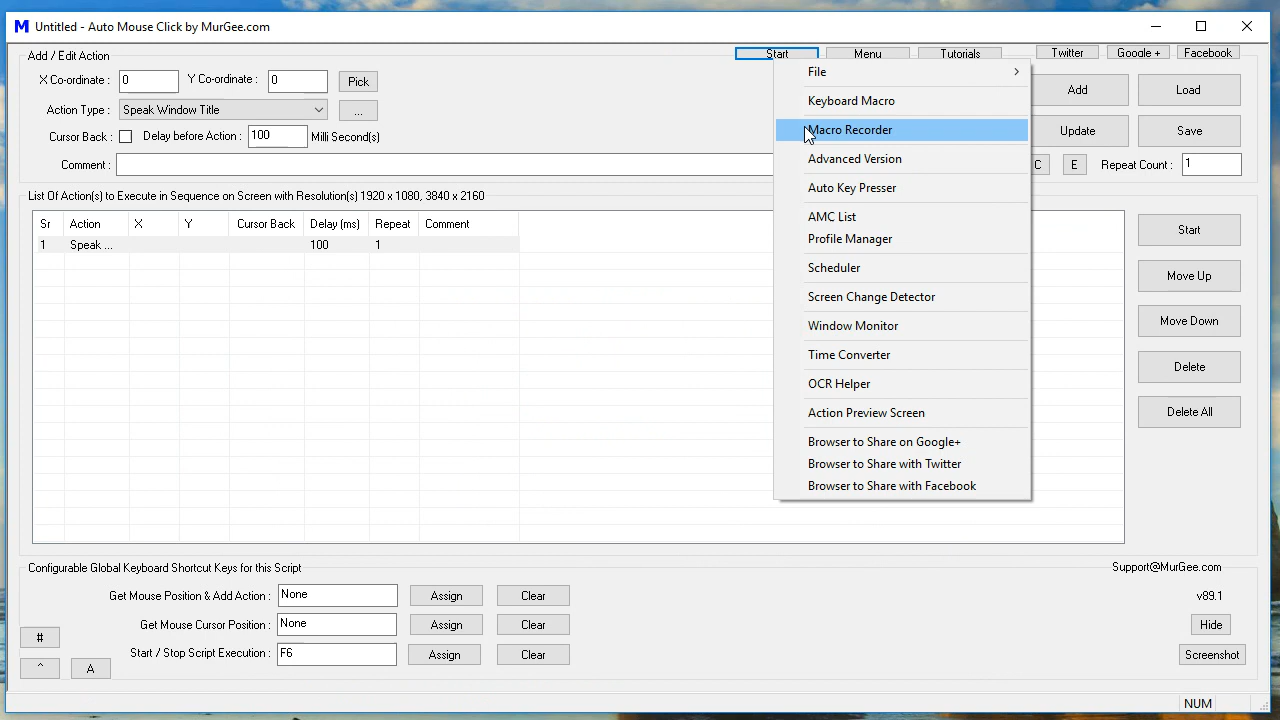 M Untitled - Auto Mouse Click by MurGee.com
Add / Edit Action
Start
Menu
Tutorials
Twitter
Google +
Facebook
X Co-ordinate : 0
Y Co-ordinate : 0
Pick
Action Type : Speak Window Title
...
Cursor Back :
Delay before Action : 100
Milli Second(s)
Comment :
File
Keyboard Macro
Macro Recorder
Advanced Version
Auto Key Presser
AMC List
Profile Manager
Scheduler
Screen Change Detector
Window Monitor
Time Converter
OCR Helper
Action Preview Screen
Browser to Share on Google+
Browser to Share with Twitter
Browser to Share with Facebook
Add
Load
Update
Save
C
E
Repeat Count : 1
List Of Action(s) to Execute in Sequence on Screen with Resolution(s) 1920 x 1080, 3840 x 2160
Sr Action X Y Cursor Back Delay (ms) Repeat Comment
1 Speak ... 100 1
Start
Move Up
Move Down
Delete
Delete All
Configurable Global Keyboard Shortcut Keys for this Script
Support@MurGee.com
Get Mouse Position & Add Action : None Assign Clear
v89.1
Get Mouse Cursor Position : None Assign Clear
Hide
#
Start / Stop Script Execution : F6 Assign Clear
Screenshot
^
A
NUM